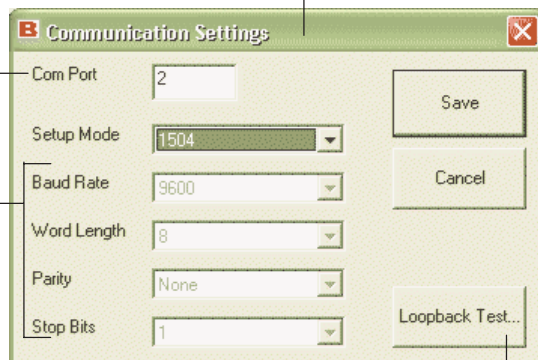 B Communication Settings
Com Port 2
Save
Setup Mode 1504
Baud Rate 9600
Cancel
Word Length 8
Parity None
Loopback Test...
Stop Bits 1